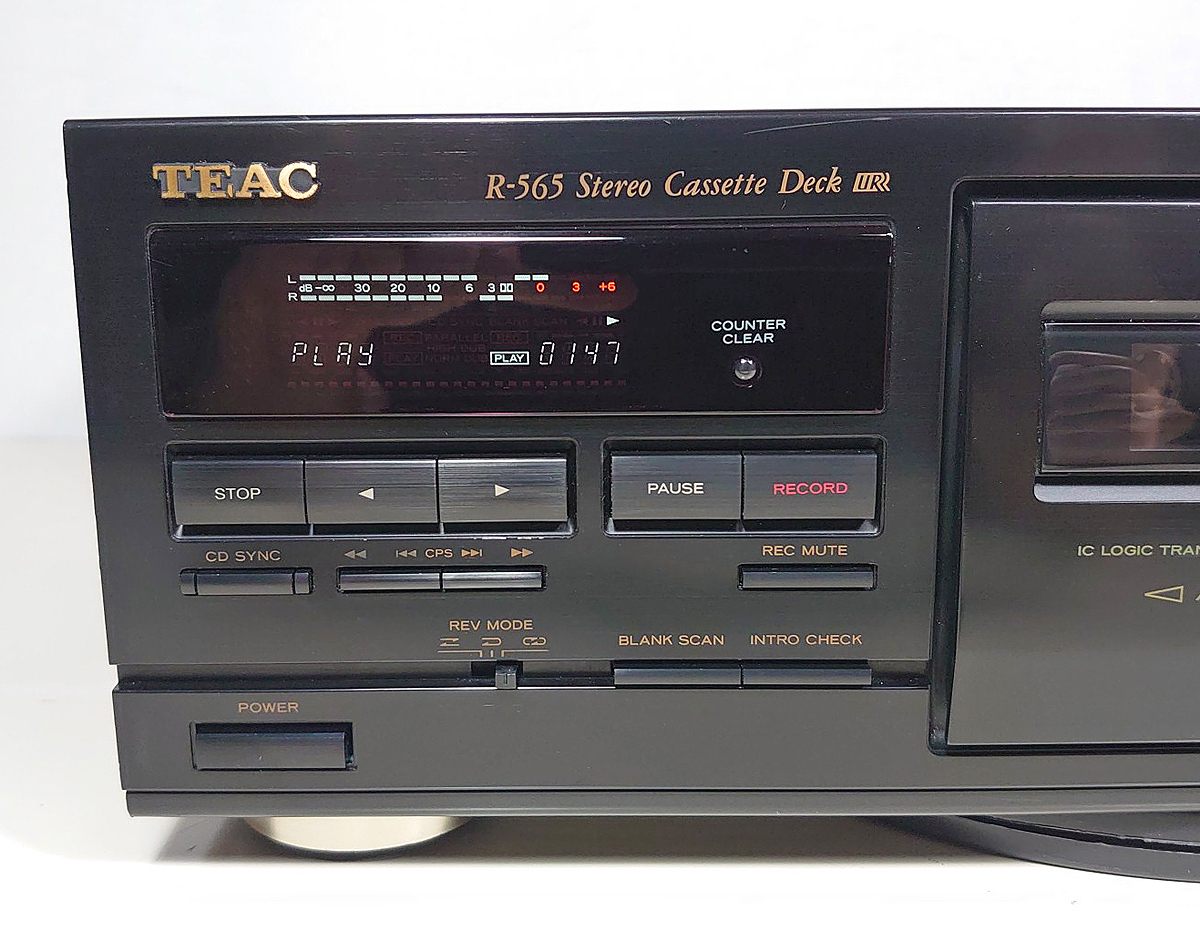 TEAC
R-565 Stereo Cassette Deck
L
dB -∞ 30 20 10 6 3 0 3 +6
R
PLAY PLAY 0147
COUNTER
CLEAR
STOP ◀ ▶ PAUSE RECORD
CD SYNC ◀◀ I◀◀ CPS ▶▶I ▶▶ REC MUTE
IC LOGIC TRAN
REV MODE
BLANK SCAN INTRO CHECK
POWER